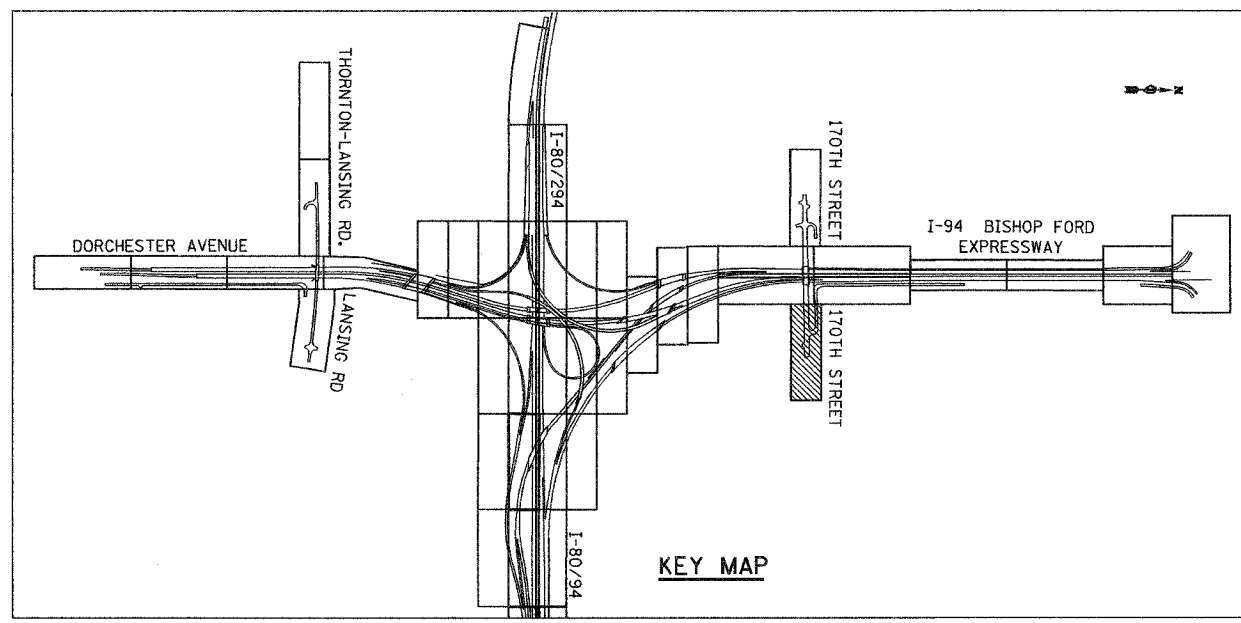 THORNTON-LANSING RD.
I-80/294
170TH STREET
N
I-94 BISHOP FORD
EXPRESSWAY
DORCHESTER AVENUE
LANSING RD
170TH STREET
I-80/94
KEY MAP